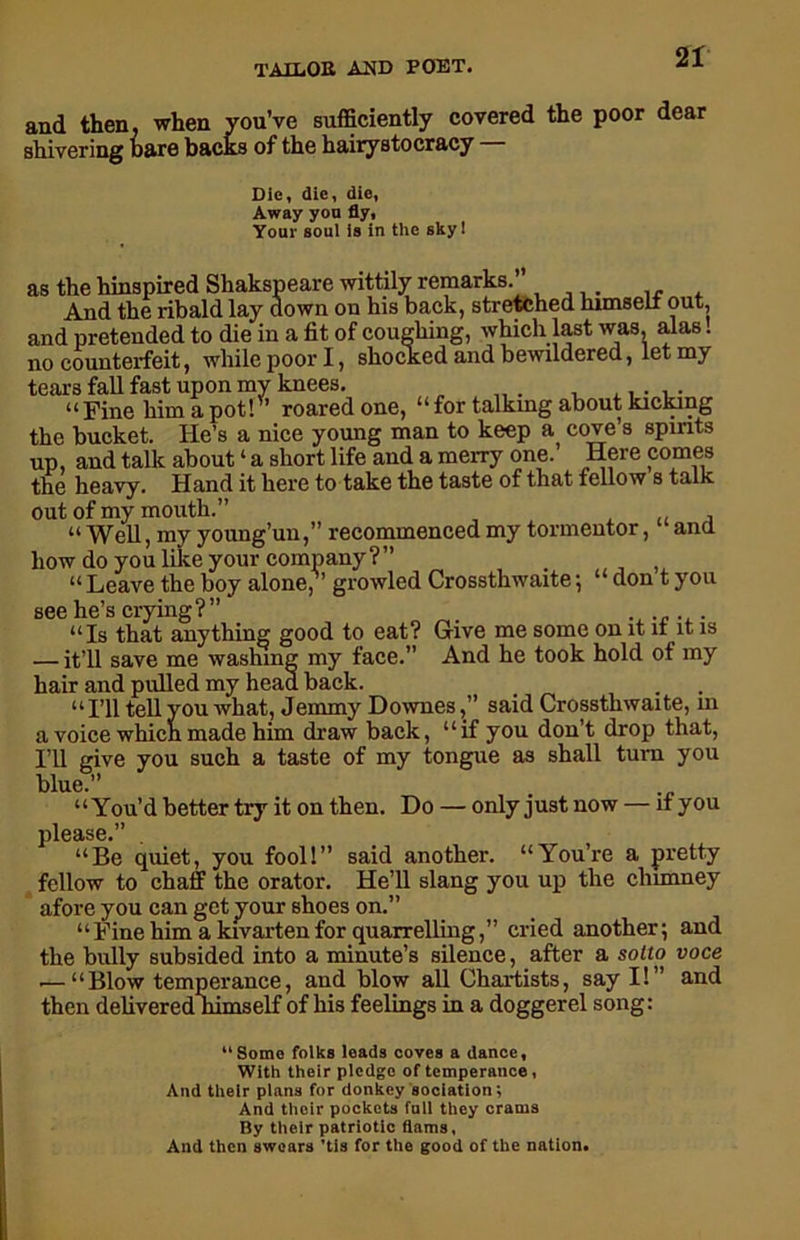 TAILOR AND POET.
21
and then, when you’ve sufficiently covered the poor dear
shivering bare backs of the hairystocracy —
Die, die, die,
Away you fly,
Your soul is in the sky!
as the hinspired Shakspeare wittily remarks.”
And the ribald lay down on his back, stretched himself out,
and pretended to die in a fit of coughing, which last was, alas!
no counterfeit, while poor I, shocked and bewildered, let my
tears fall fast upon my knees.
“Fine him a pot!” roared one, “for talking about kicking
the bucket. He’s a nice young man to keep a cove’s spirits
up, and talk about ‘a short life and a merry one.’ Here comes
the heavy. Hand it here to take the taste of that fellow’s talk
out of my mouth.”
“Well, my young’un,” recommenced my tormentor, “and
how do you like your company?”
“Leave the boy alone,” growled Crossthwaite; “don’t you
see he’s crying?”
“Is that anything good to eat? Give me some on it if it is
— it’ll save me washing my face.” And he took hold of my
hair and pulled my head back.
“I’ll tell you what, Jemmy Downes,” said Crossthwaite, in
a voice which made him draw back, “if you don’t drop that,
I’ll give you such a taste of my tongue as shall turn you
blue.”
“You’d better try it on then. Do — only just now — if you
please.”
“Be quiet, you fool!” said another. “You’re a pretty
fellow to chaff the orator. He’ll slang you up the chimney
afore you can get your shoes on.”
“Fine him a kivarten for quarrelling,” cried another; and
the bully subsided into a minute’s silence, after a sotto voce
— “Blow temperance, and blow all Chartists, say I!” and
then delivered himself of his feelings in a doggerel song:
“Some folks leads coves a dance,
With their pledge of temperance,
And their plans for donkey sociation;
And their pockets full they crams
By their patriotic flams,
And then swears ’tis for the good of the nation.